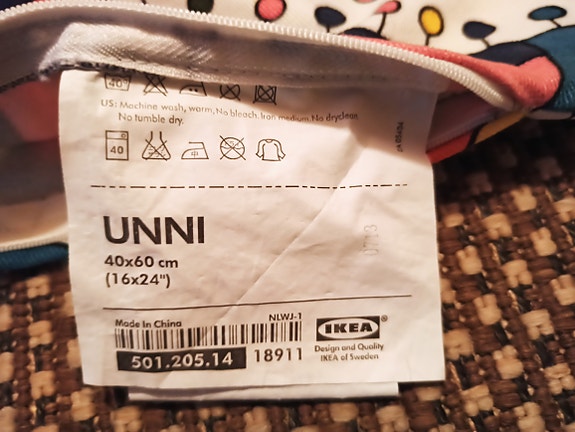 40
US: Machine wash, warm, No bleach. Iron medium. No dryclean
No tumble dry.
40
UNNI
40x60 cm
(16x24")
Made in China
NLWJ-1
501.205.14
18911
IKEA®
Design and Quality
IKEA of Sweden